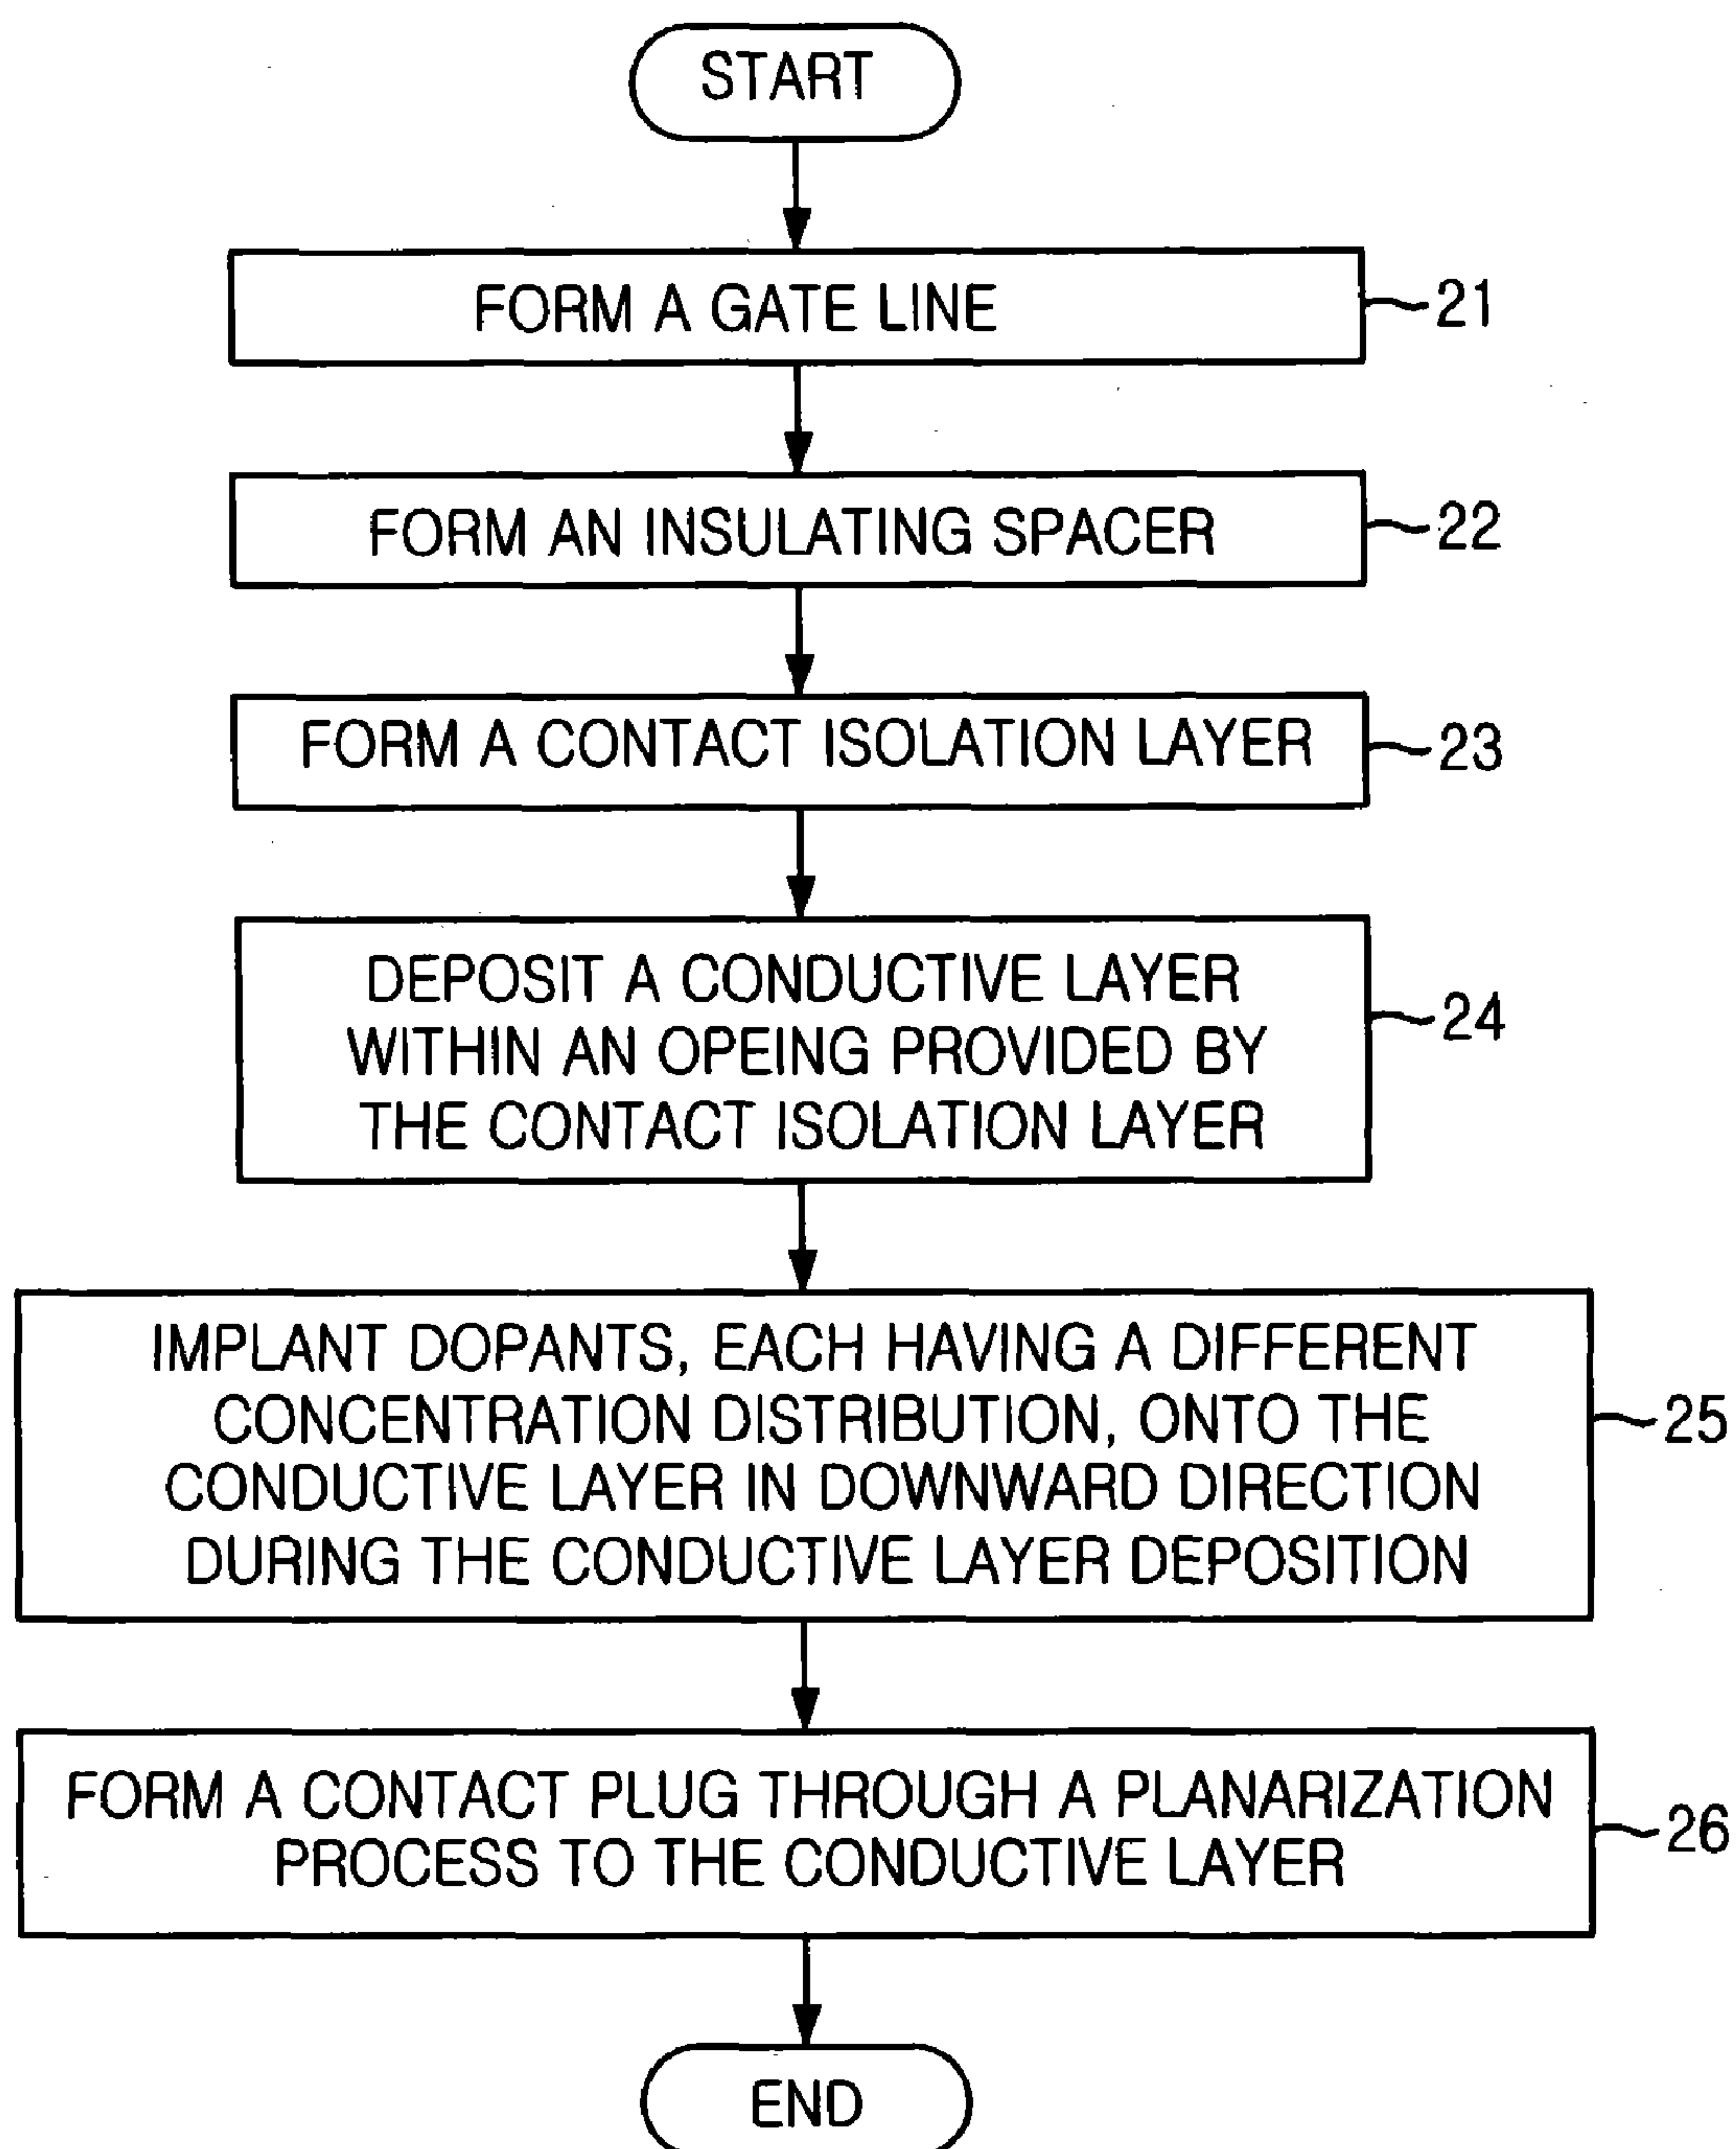 START
FORM A GATE LINE
21
FORM AN INSULATING SPACER
22
FORM A CONTACT ISOLATION LAYER
23
DEPOSIT A CONDUCTIVE LAYER
WITHIN AN OPEING PROVIDED BY
THE CONTACT ISOLATION LAYER
24
IMPLANT DOPANTS, EACH HAVING A DIFFERENT
CONCENTRATION DISTRIBUTION, ONTO THE
CONDUCTIVE LAYER IN DOWNWARD DIRECTION
DURING THE CONDUCTIVE LAYER DEPOSITION
25
FORM A CONTACT PLUG THROUGH A PLANARIZATION
PROCESS TO THE CONDUCTIVE LAYER
26
END